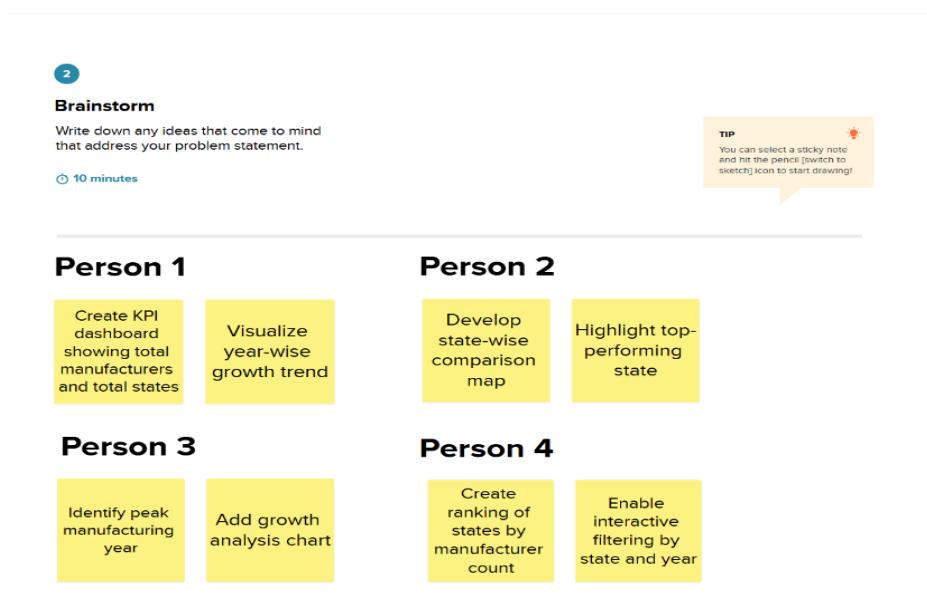 2
Brainstorm
Write down any ideas that come to mind
that address your problem statement.
10 minutes
TIP
You can select a sticky note
and hit the pencil [switch to
sketch] icon to start drawing!
Person 1
Create KPI
dashboard
showing total
manufacturers
and total states
Visualize
year-wise
growth trend
Person 2
Develop
state-wise
comparison
map
Highlight top-
performing
state
Person 3
Identify peak
manufacturing
year
Add growth
analysis chart
Person 4
Create
ranking of
states by
manufacturer
count
Enable
interactive
filtering by
state and year